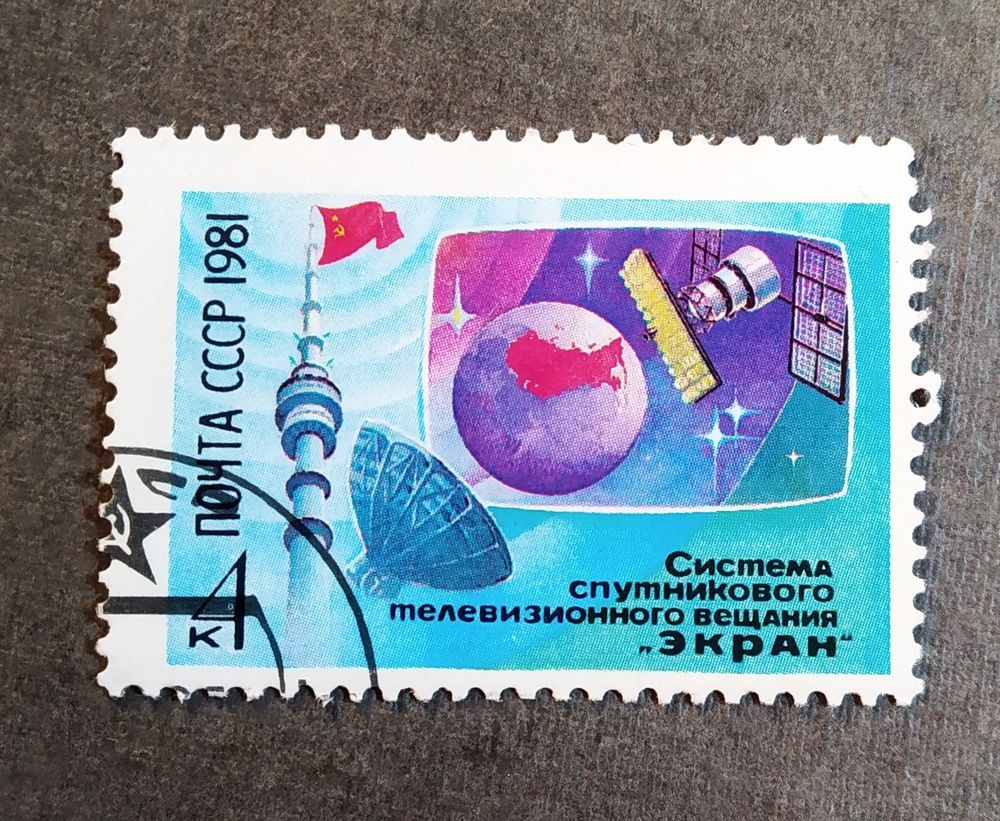 ПОЧТА СССР 1981
4 к
Система
спутникового
телевизионного вещания
„Экран“